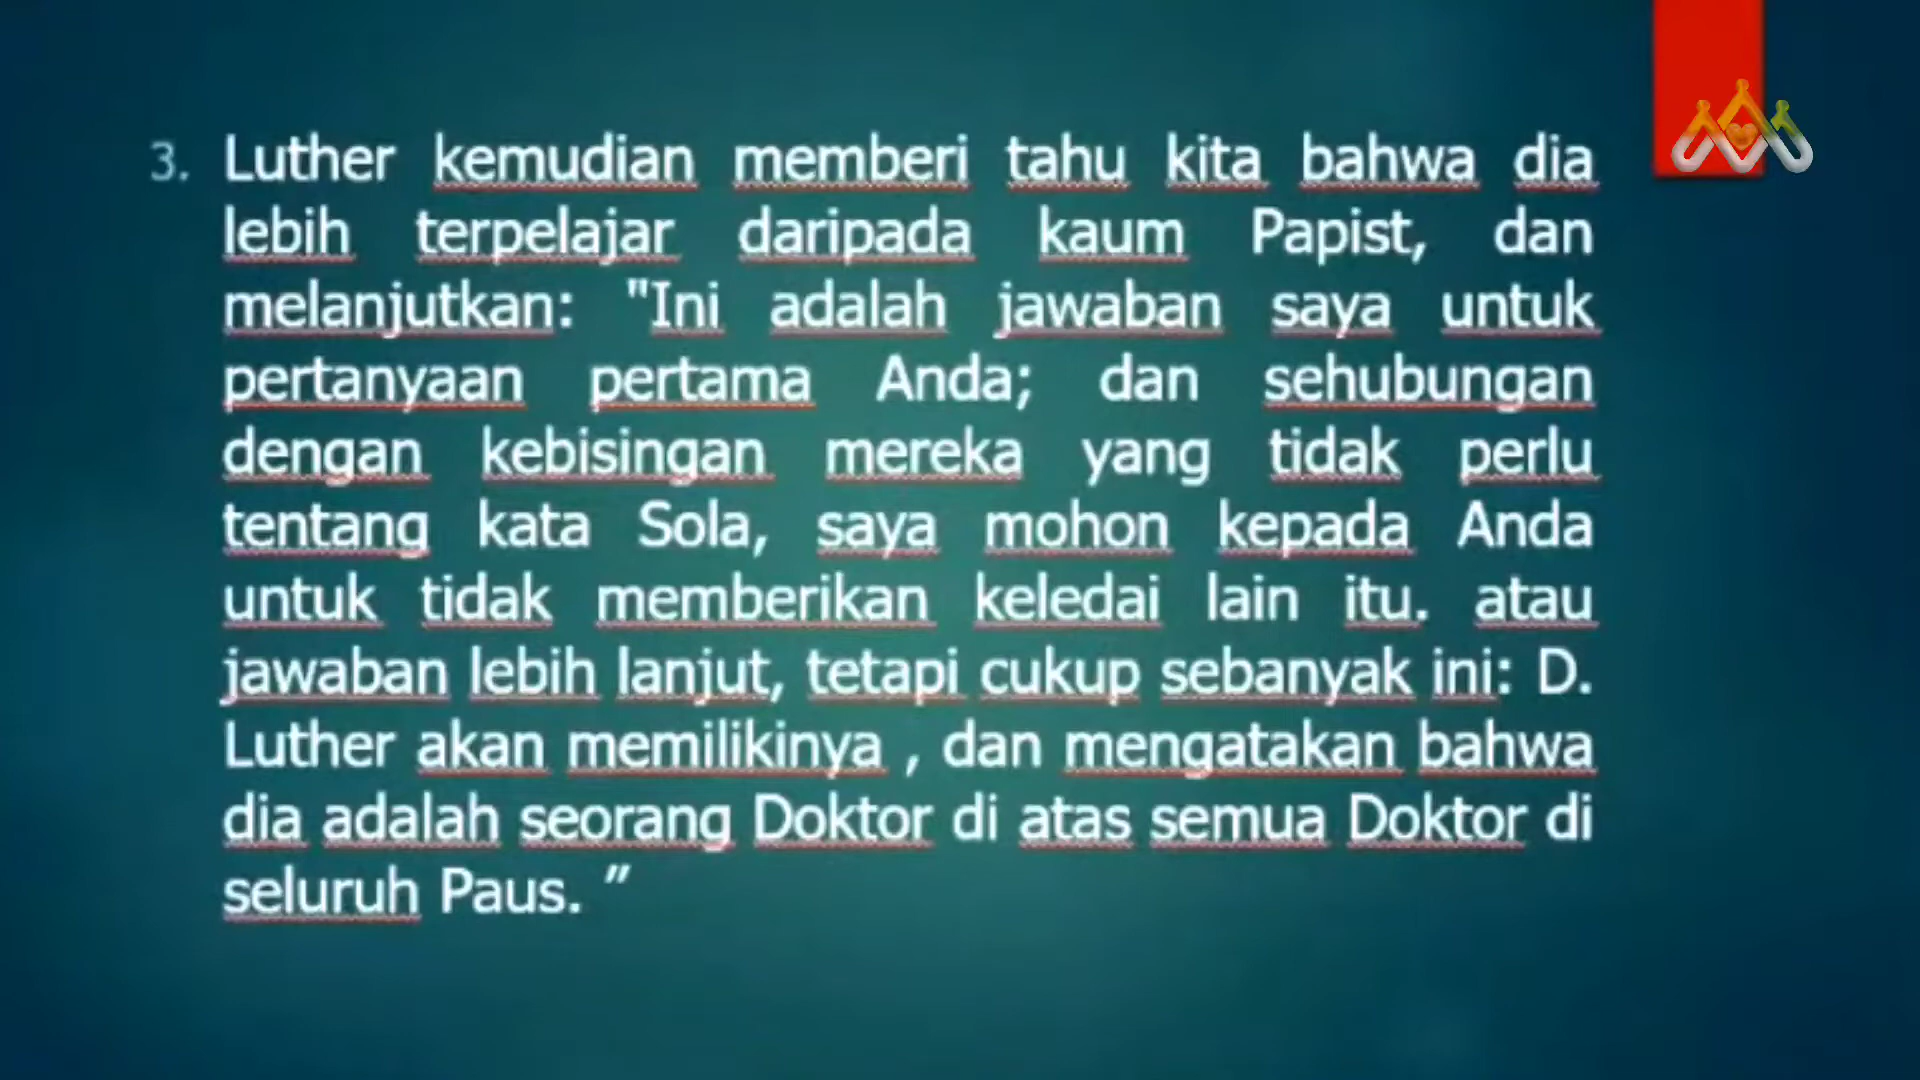 3. Luther kemudian memberi tahu kita bahwa dia
lebih terpelajar daripada kaum Papist, dan
melanjutkan: "Ini adalah jawaban saya untuk
pertanyaan pertama Anda; dan sehubungan
dengan kebisingan mereka yang tidak perlu
tentang kata Sola, saya mohon kepada Anda
untuk tidak memberikan keledai lain itu. atau
jawaban lebih lanjut, tetapi cukup sebanyak ini: D.
Luther akan memilikinya , dan mengatakan bahwa
dia adalah seorang Doktor di atas semua Doktor di
seluruh Paus. ”